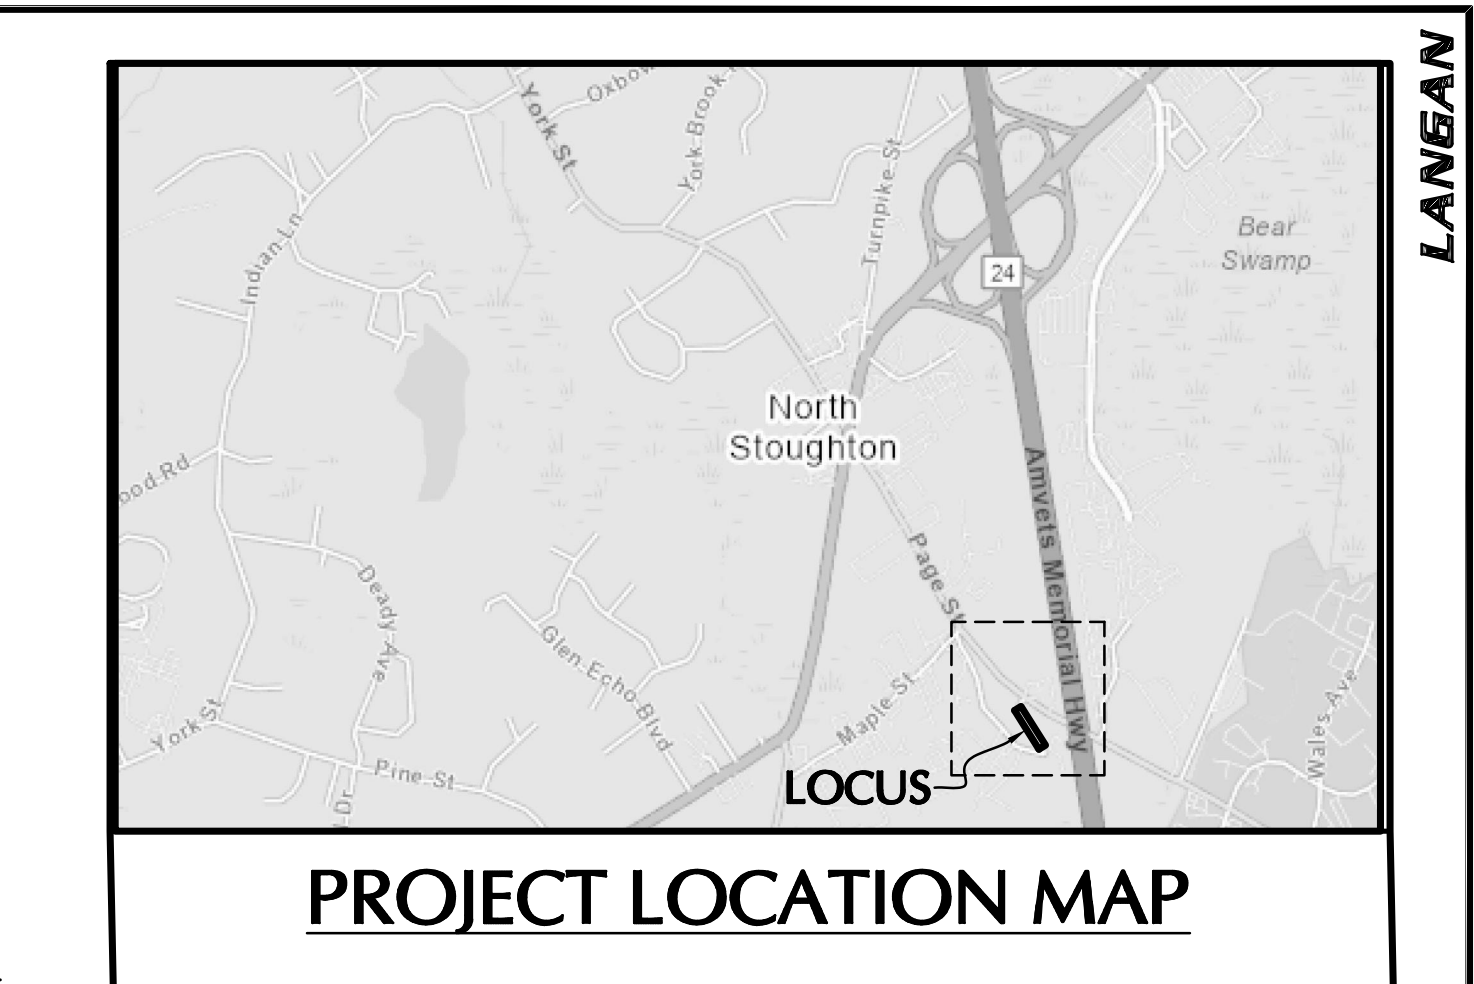 LANGAN
York St
Oxbow
York Brook
Turnpike St
Indian Ln
24
Bear
Swamp
North
Stoughton
ood Rd
Amvets Memorial Hwy
Page St
Deady Ave
Glen Echo Blvd
Maple St
Wales Ave
York St
Pine St
Dr
LOCUS
PROJECT LOCATION MAP